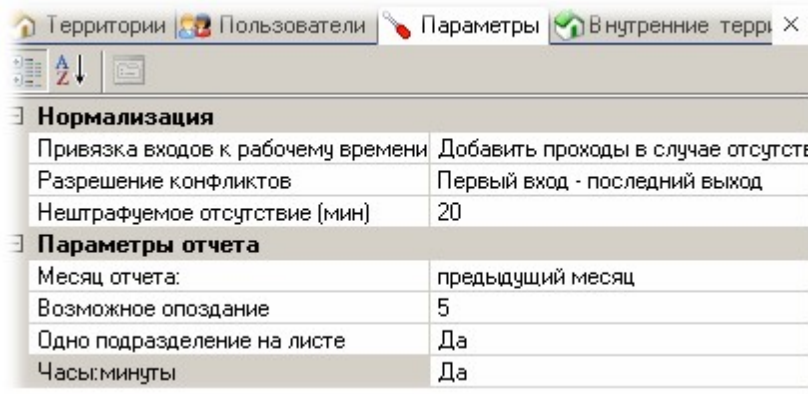 Территории Пользователи Параметры Внутренние
Нормализация
Привязка входов к рабочему времени Добавить проходы в случае
Разрешение конфликтов Первый вход - последний выход
Нештрафуемое отсутствие (мин) 20
Параметры отчета
Месяц отчета: предыдущий месяц
Возможное опоздание 5
Одно подразделение на листе Да
Часы:минуты Да